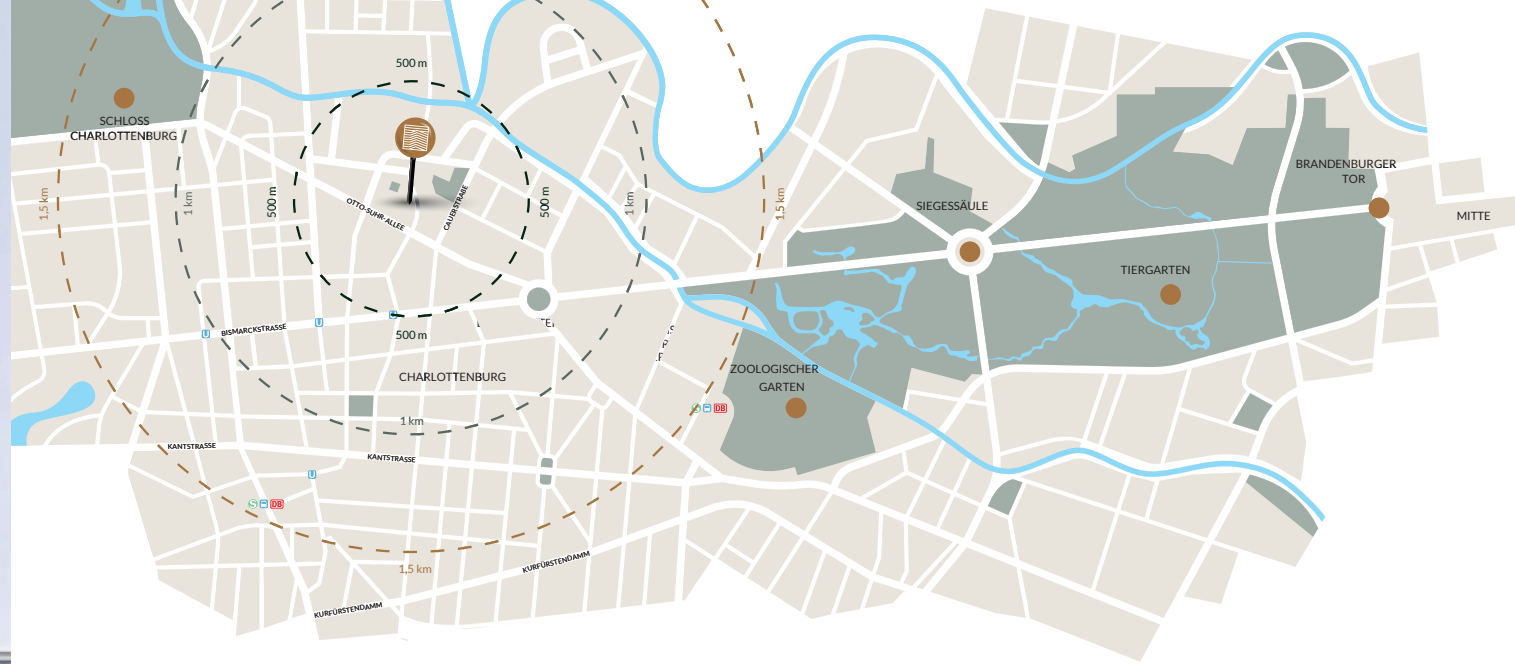 500 m
SCHLOSS
CHARLOTTENBURG
1,5 km
1 km
500 m
OTTO-SUHR-ALLEE
CAUERSTRAßE
500 m
1 km
1,5 km
SIEGESSÄULE
BRANDENBURGER
TOR
MITTE
TIERGARTEN
U
BISMARCKSTRASSE
U
U
500 m
CHARLOTTENBURG
ZOOLOGISCHER
GARTEN
S DB
1 km
KANTSTRASSE
KANTSTRASSE
U
S DB
1,5 km
KURFÜRSTENDAMM
KURFÜRSTENDAMM